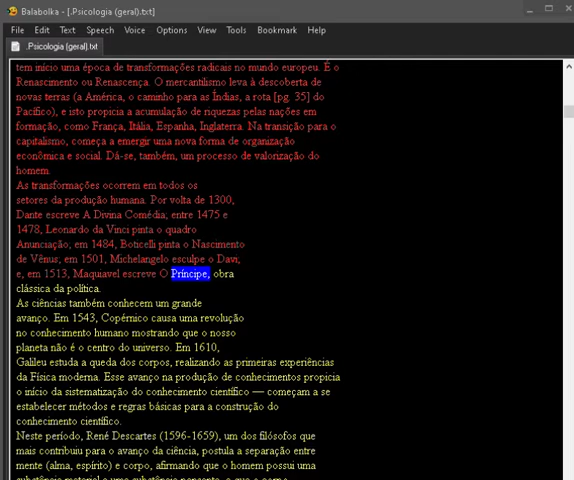 Balabolka - [.Psicologia (geral).txt]
File Edit Text Speech Voice Options View Bookmark Help
.Psicologia (geral).txt
tem início uma época de transformações radicais no mundo europeu. É o
Renascimento ou Renascença. O mercantilismo leva à descoberta de
novas terras (a América, o caminho para as Índias, a rota [pg. 35] do
Pacífico), e isto propicia a acumulação de riquezas pelas nações em
formação, como França, Itália, Espanha, Inglaterra. Na transição para o
capitalismo, começa a emergir uma nova forma de organização
econômica e social. Dá-se, também, um processo de valorização do
homem
As transformações ocorrem em todos os
setores da produção humana. Por volta de 1300,
Dante escreve A Divina Comédia; entre 1475 e
1478, Leonardo da Vinci pinta o quadro
Anunciação, em 1484, Boticelli pinta o Nascimento
de Vênus; em 1501, Michelangelo esculpe o Davi;
e, em 1513, Maquiavel escreve O Príncipe, obra
clássica da política.
As ciências também conhecem um grande
avanço. Em 1543, Copérnico causa uma revolução
no conhecimento humano mostrando que o nosso
planeta não é o centro do universo. Em 1610,
Galileu estuda a queda dos corpos, realizando as primeiras experiências
da Física moderna. Esse avanço na produção de conhecimentos propicia
o início da sistematização do conhecimento científico — começam a se
estabelecer métodos e regras básicas para a construção do
conhecimento científico.
Neste período, René Descartes (1596-1659), um dos filósofos que
mais contribuiu para o avanço da ciência, postula a separação entre
mente (alma, espírito) e corpo, afirmando que o homem possui uma
substância material e uma substância pensante, e que o corpo